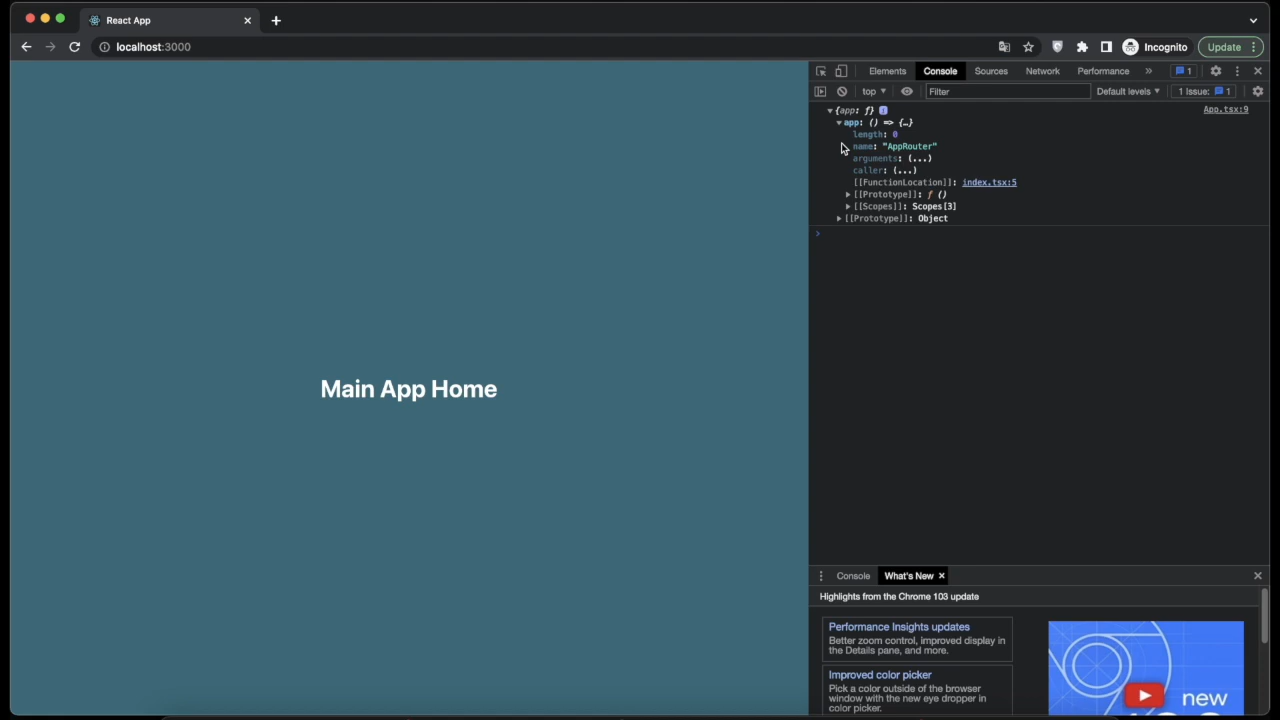 React App
localhost:3000
Incognito
Update
Elements
Console
Sources
Network
Performance
»
1
top
Filter
Default levels
1 Issue:
1
{app: ƒ}
i
App.tsx:9
app: () => {…}
length: 0
name: "AppRouter"
arguments: (...)
caller: (...)
[[FunctionLocation]]: index.tsx:5
[[Prototype]]: ƒ ()
[[Scopes]]: Scopes[3]
[[Prototype]]: Object
Main App Home
Console
What's New
Highlights from the Chrome 103 update
Performance Insights updates
Better zoom control, improved display in
the Details pane, and more.
Improved color picker
Pick a color outside of the browser
window with the new eye dropper in
color picker.
new